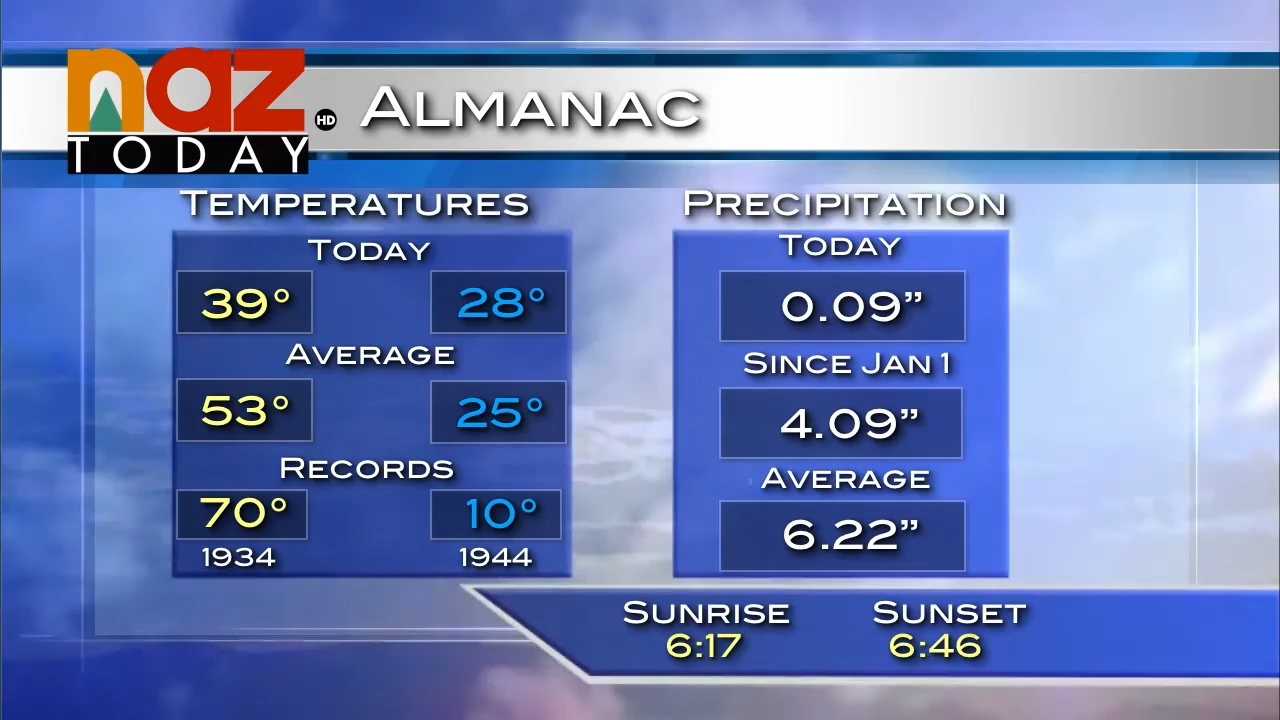 naz
TODAY
HD
ALMANAC
TEMPERATURES
TODAY
39° 28°
AVERAGE
53° 25°
RECORDS
70° 10°
1934 1944
PRECIPITATION
TODAY
0.09”
SINCE JAN 1
4.09”
3 AVERAGE
6.22”
SUNRISE SUNSET
6:17 6:46